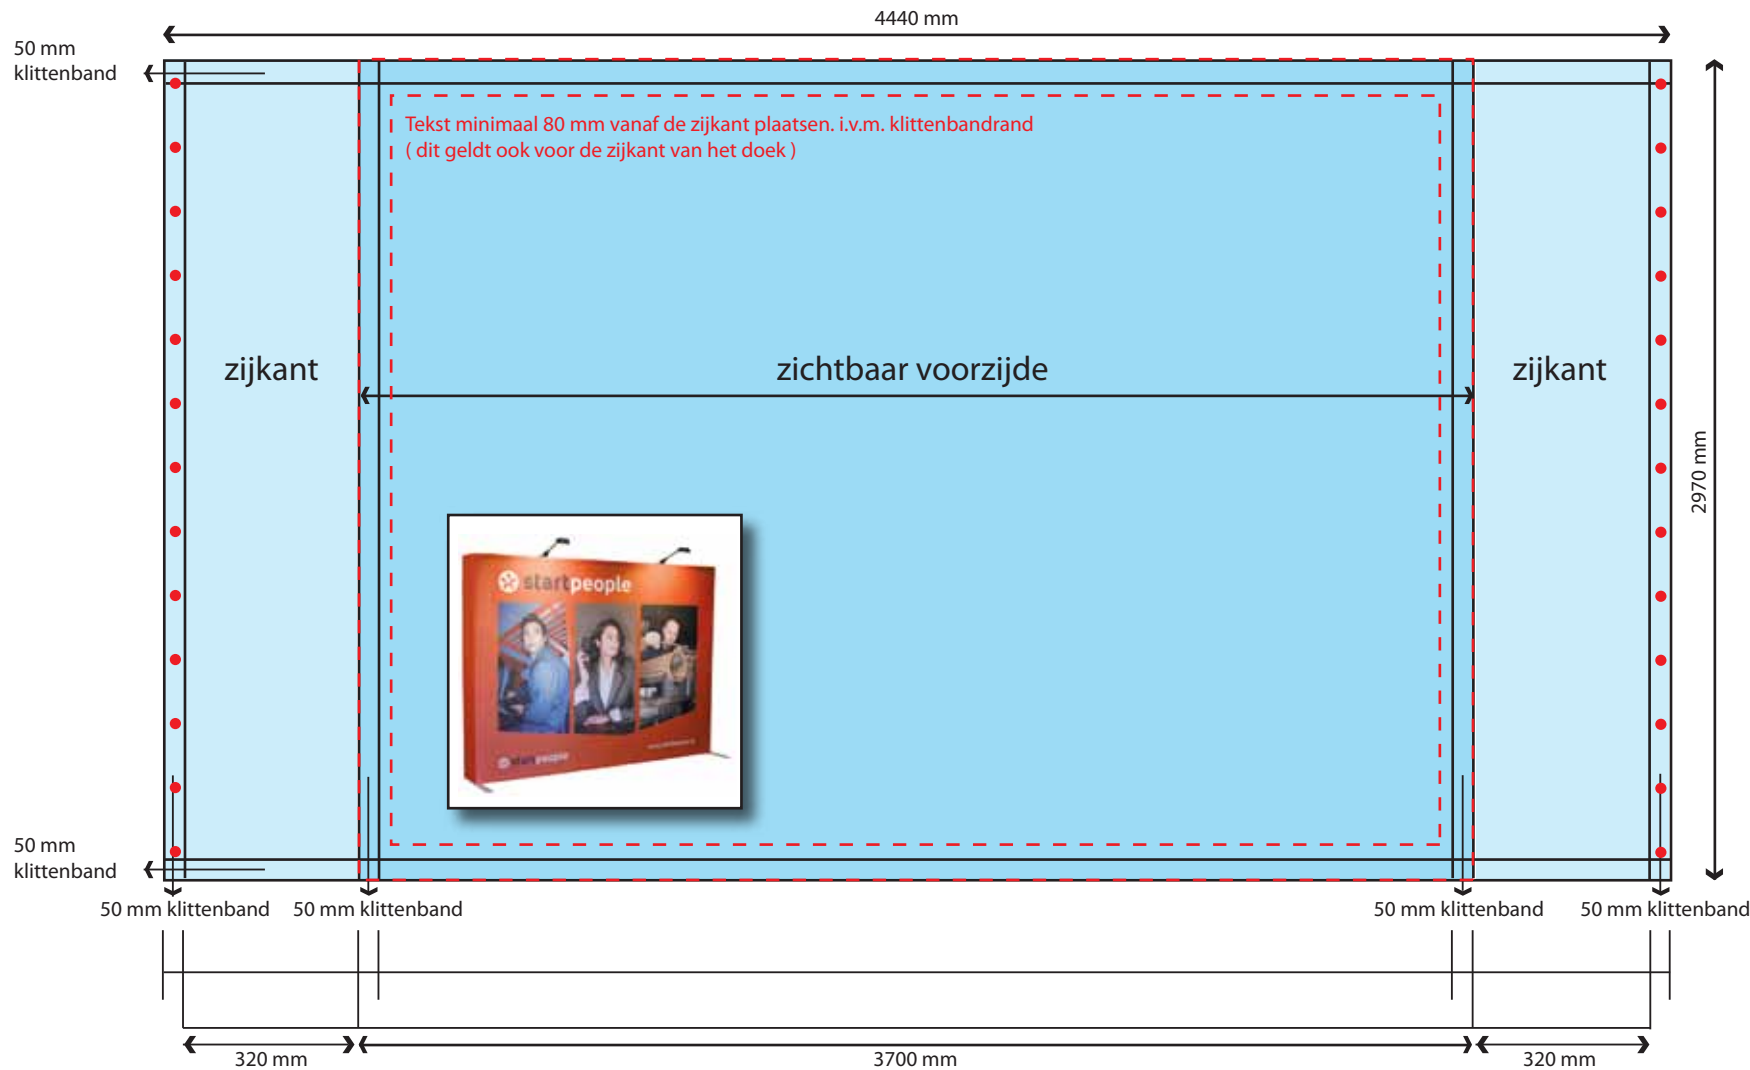 4440 mm
50 mm
klittenband
Tekst minimaal 80 mm vanaf de zijkant plaatsen. i.v.m. klittenbandrand
( dit geldt ook voor de zijkant van het doek )
zijkant
zichtbaar voorzijde
zijkant
2970 mm
startpeople
startpeople
50 mm
klittenband
50 mm klittenband
50 mm klittenband
50 mm klittenband
50 mm klittenband
320 mm
3700 mm
320 mm